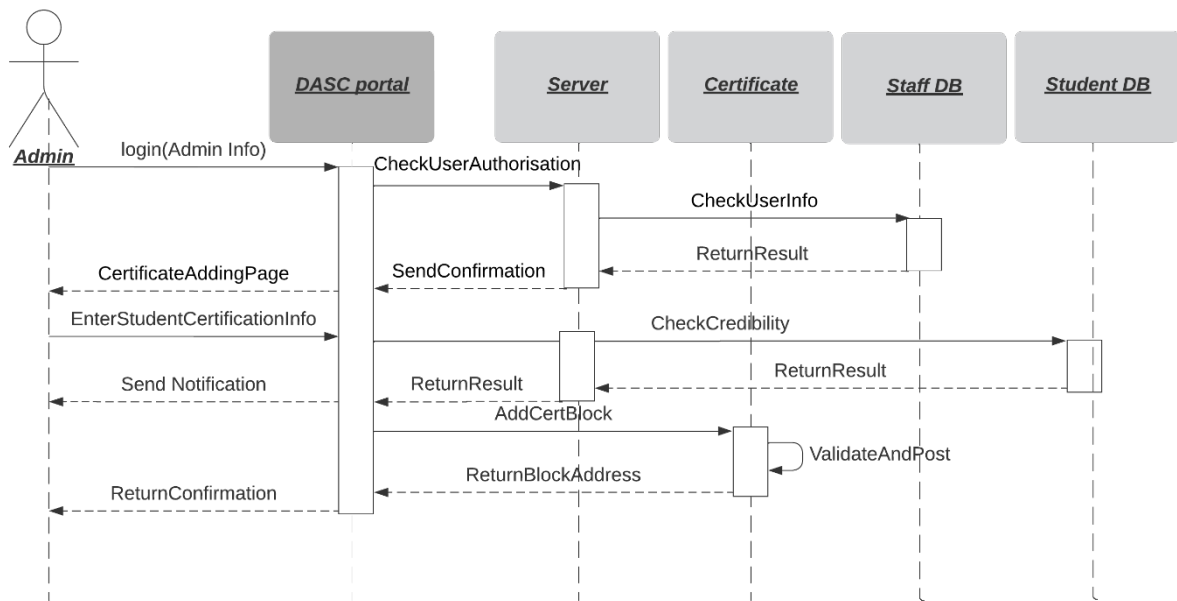 DASC portal
Server
Certificate
Staff DB
Student DB
Admin
login(Admin Info)
CheckUserAuthorisation
CheckUserInfo
ReturnResult
SendConfirmation
CertificateAddingPage
EnterStudentCertificationInfo
CheckCredibility
ReturnResult
ReturnResult
Send Notification
AddCertBlock
ValidateAndPost
ReturnBlockAddress
ReturnConfirmation